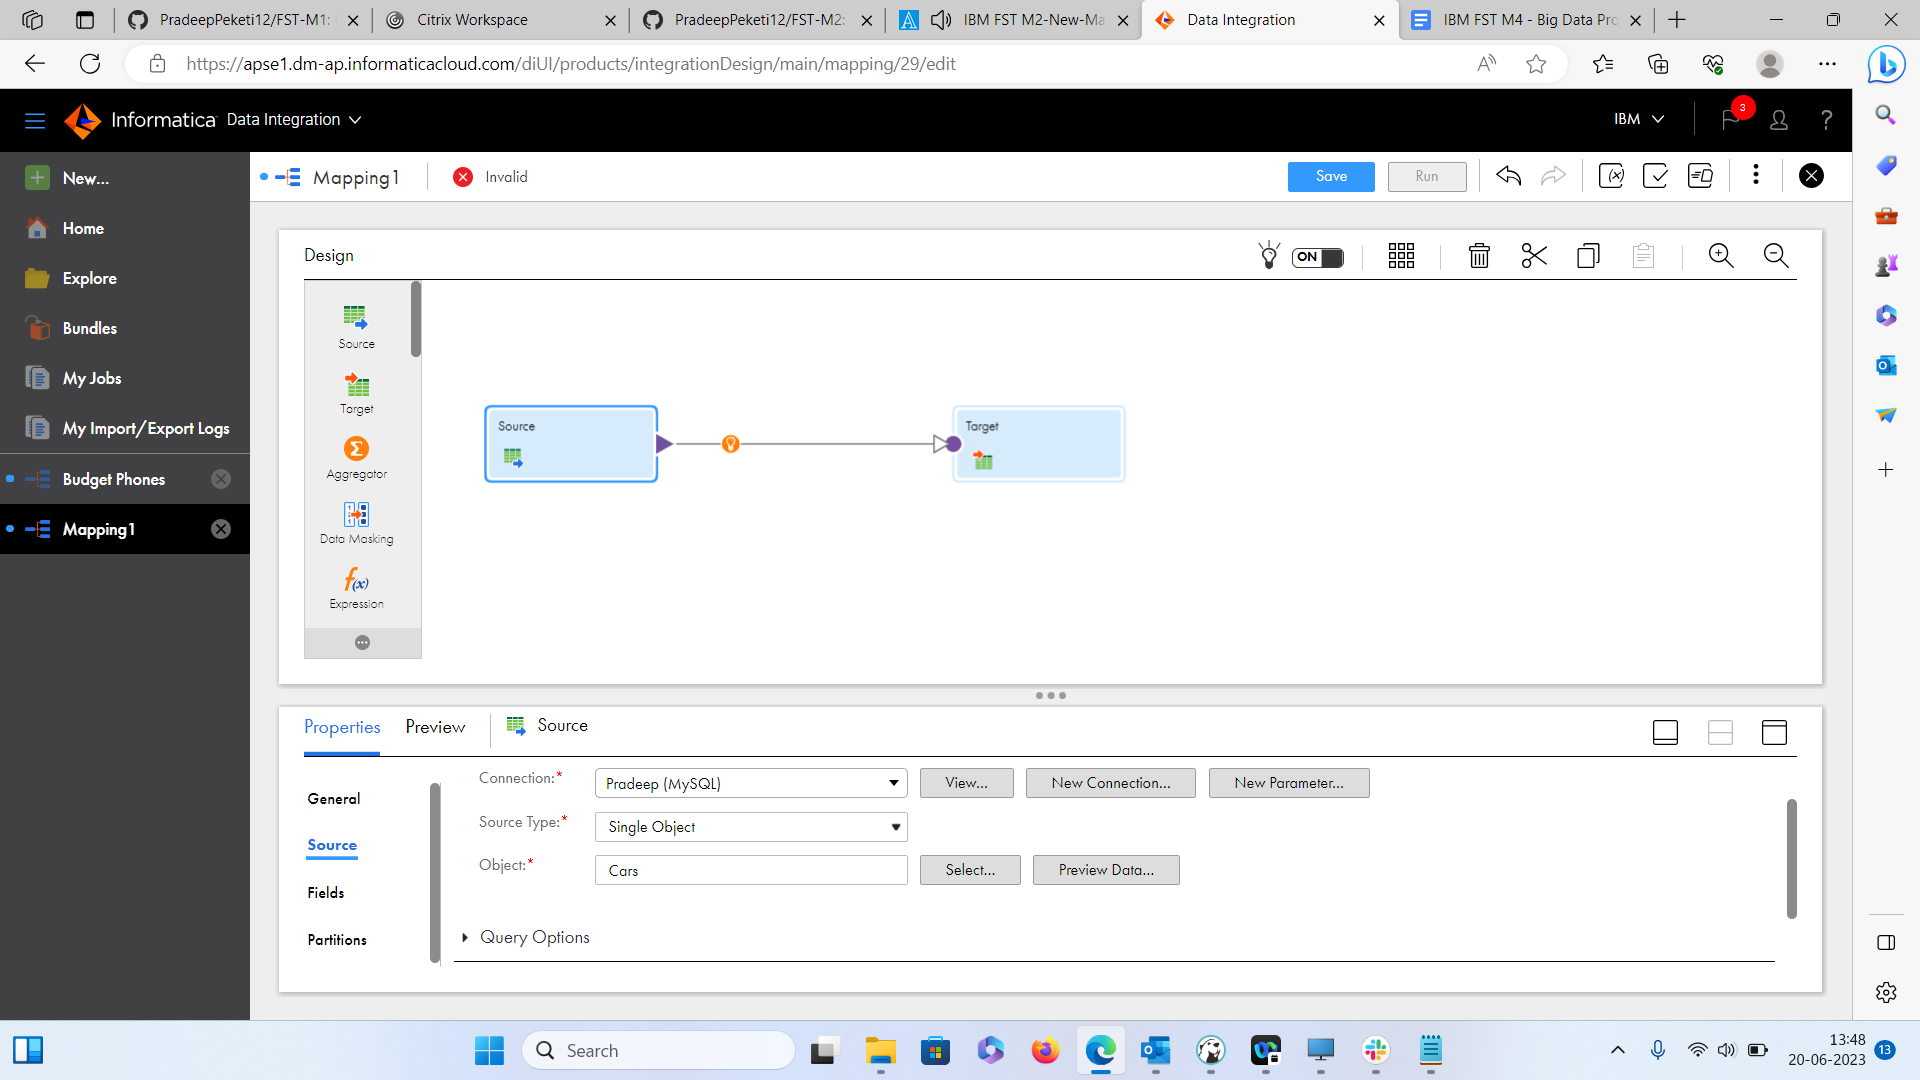 PradeepPeketi12/FST-M1:
Citrix Workspace
PradeepPeketi12/FST-M2:
IBM FST M2-New-Ma
Data Integration
IBM FST M4 - Big Data Pro
https://apse1.dm-ap.informaticacloud.com/diUI/products/integrationDesign/main/mapping/29/edit
Informatica
Data Integration
IBM
3
?
New...
Home
Explore
Bundles
My Jobs
My Import/Export Logs
Budget Phones
Mapping1
Mapping1
Invalid
Save
Run
Design
ON
Source
Target
Aggregator
Data Masking
Expression
Source
Target
Properties
Preview
Source
General
Source
Fields
Partitions
Connection:*
Pradeep (MySQL)
View...
New Connection...
New Parameter...
Source Type:*
Single Object
Object:*
Cars
Select...
Preview Data...
Query Options
Search
13:48
20-06-2023
13